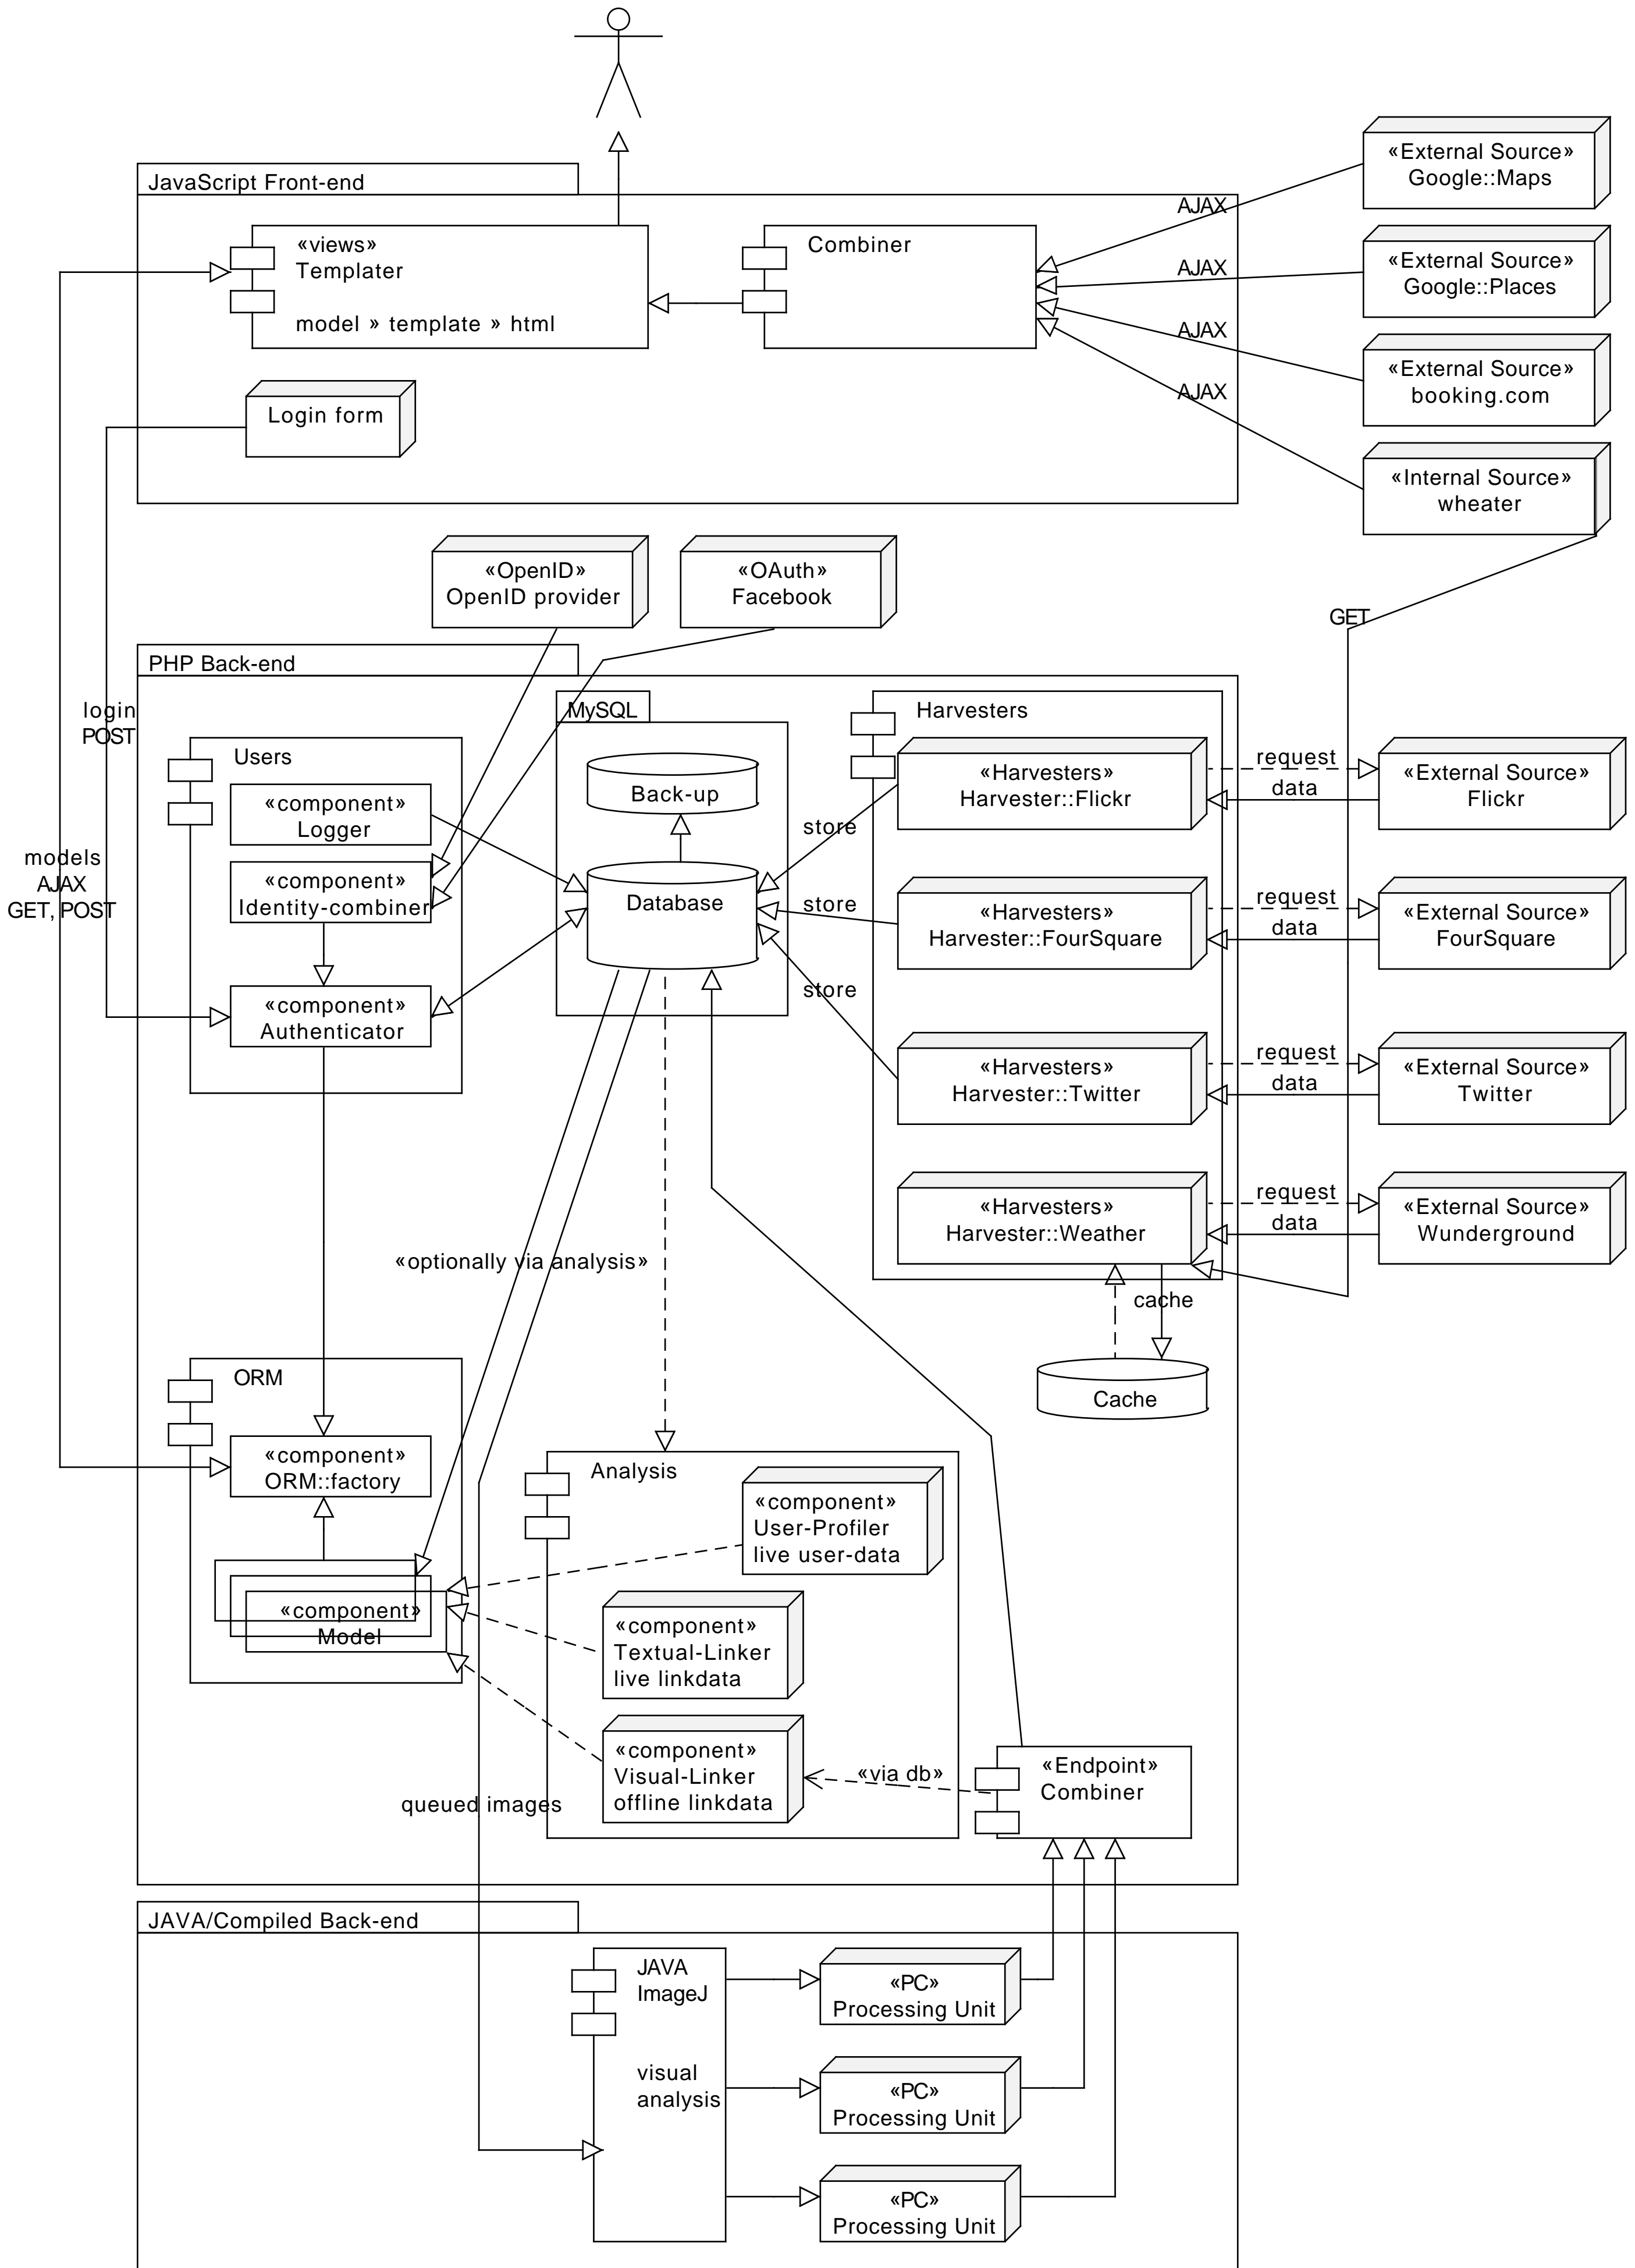 JavaScript Front-end
«views»
Templater
model » template » html
Combiner
AJAX
AJAX
AJAX
AJAX
«External Source»
Google::Maps
«External Source»
Google::Places
«External Source»
booking.com
«Internal Source»
wheater
Login form
«OpenID»
OpenID provider
«OAuth»
Facebook
GET
PHP Back-end
login
POST
models
AJAX
GET, POST
Users
«component»
Logger
«component»
Identity-combiner
«component»
Authenticator
MySQL
Back-up
Database
store
store
store
Harvesters
«Harvesters»
Harvester::Flickr
«Harvesters»
Harvester::FourSquare
«Harvesters»
Harvester::Twitter
«Harvesters»
Harvester::Weather
request
data
request
data
request
data
request
data
«External Source»
Flickr
«External Source»
FourSquare
«External Source»
Twitter
«External Source»
Wunderground
cache
Cache
«optionally via analysis»
ORM
«component»
ORM::factory
«component»
Model
Analysis
«component»
User-Profiler
live user-data
«component»
Textual-Linker
live linkdata
«component»
Visual-Linker
offline linkdata
«via db»
«Endpoint»
Combiner
queued images
JAVA/Compiled Back-end
JAVA
ImageJ
visual
analysis
«PC»
Processing Unit
«PC»
Processing Unit
«PC»
Processing Unit